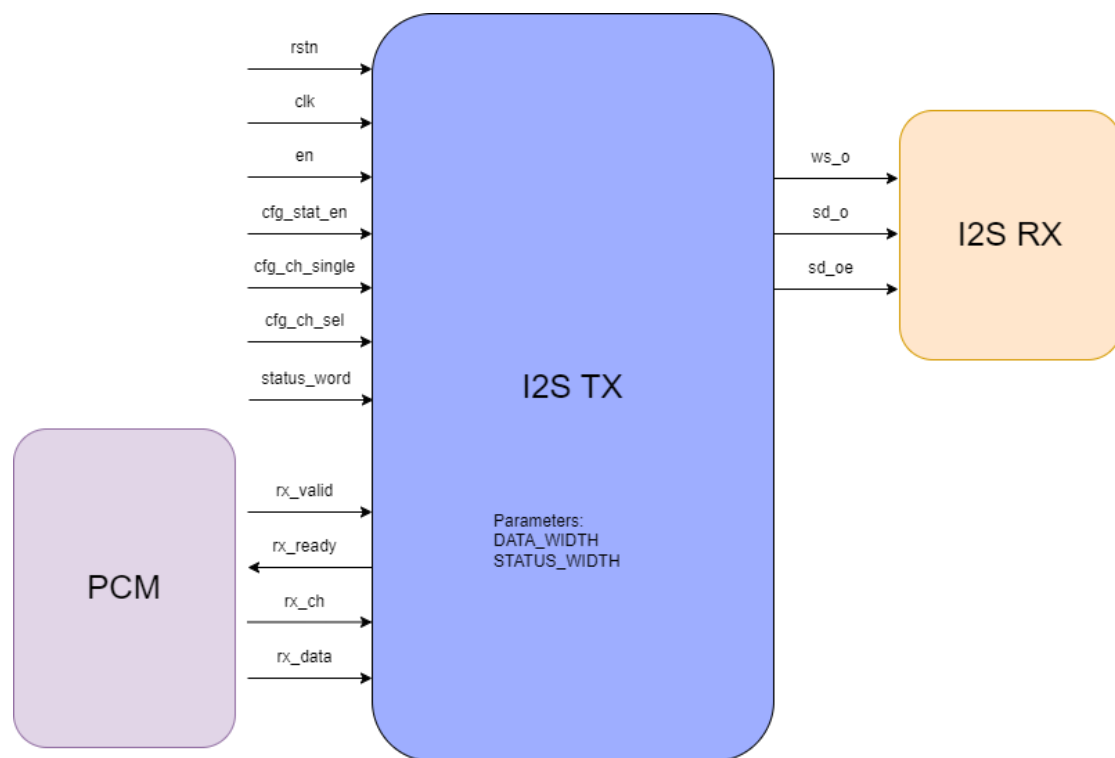 rstn
clk
en
cfg_stat_en
cfg_ch_single
cfg_ch_sel
status_word
rx_valid
rx_ready
rx_ch
rx_data
PCM
I2S TX
Parameters:
DATA_WIDTH
STATUS_WIDTH
ws_o
sd_o
sd_oe
I2S RX